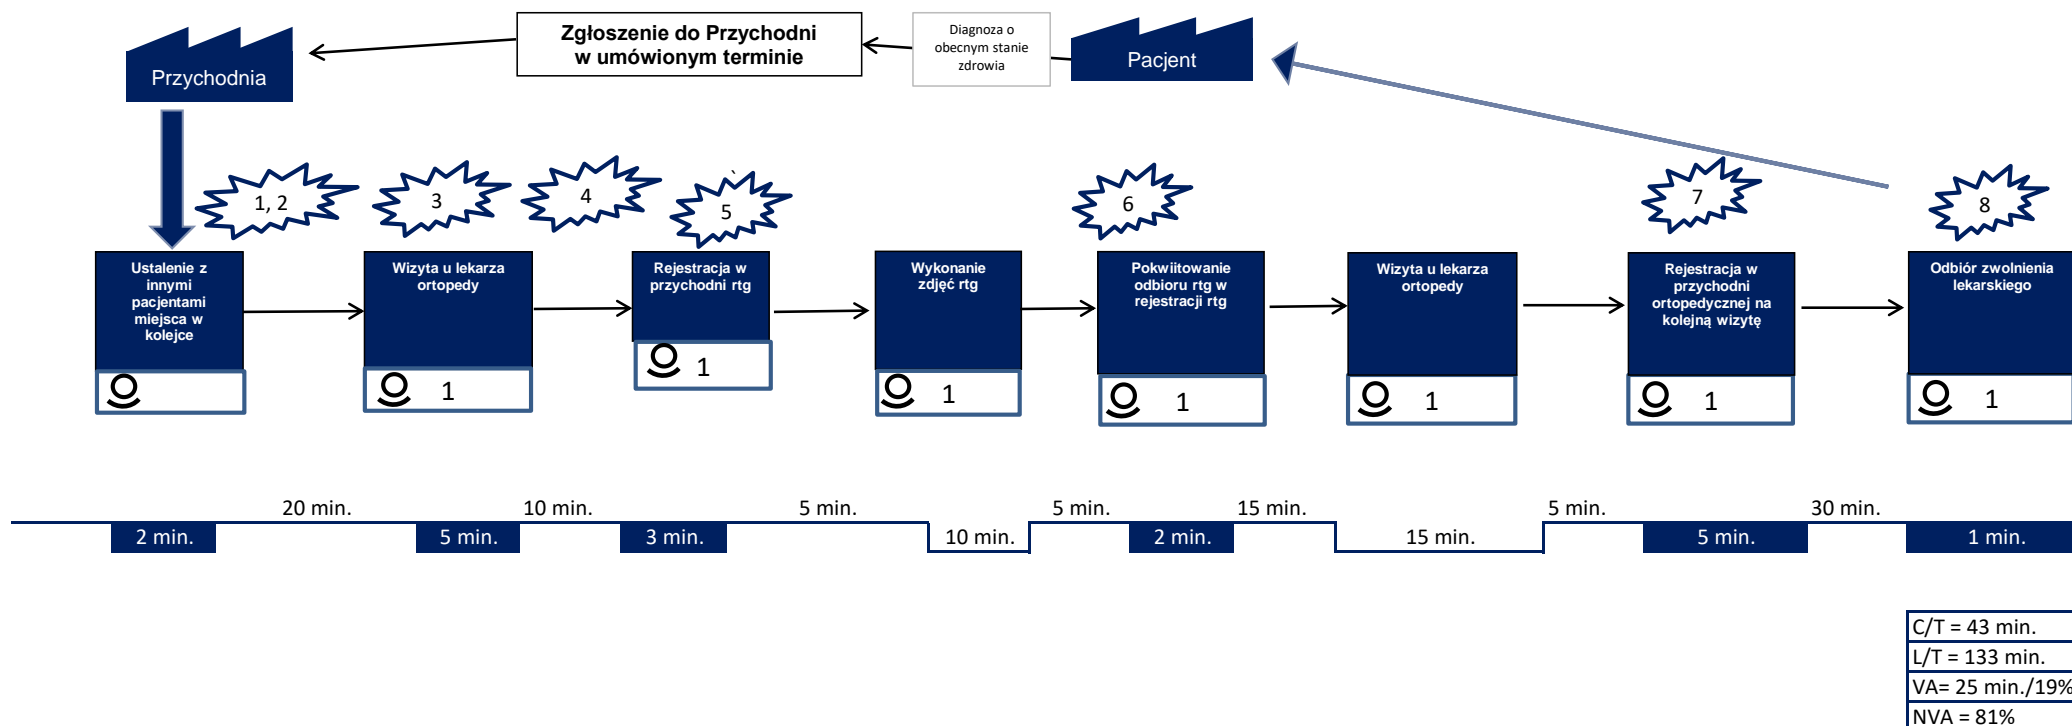 Przychodnia
Zgłoszenie do Przychodni
w umówionym terminie
Diagnoza o
obecnym stanie
zdrowia
Pacjent
1, 2
3
4
5
`
6
7
8
Ustalenie z
innymi
pacjentami
miejsca w
kolejce
Wizyta u lekarza
ortopedy
1
Rejestracja w
przychodni rtg
1
Wykonanie
zdjęć rtg
1
Pokwiitowanie
odbioru rtg w
rejestracji rtg
1
Wizyta u lekarza
ortopedy
1
Rejestracja w
przychodni
ortopedycznej na
kolejną wizytę
1
Odbiór zwolnienia
lekarskiego
1
20 min.
10 min.
5 min.
5 min.
15 min.
5 min.
30 min.
2 min.
5 min.
3 min.
10 min.
2 min.
15 min.
5 min.
1 min.
C/T = 43 min.
L/T = 133 min.
VA= 25 min./19%
NVA = 81%